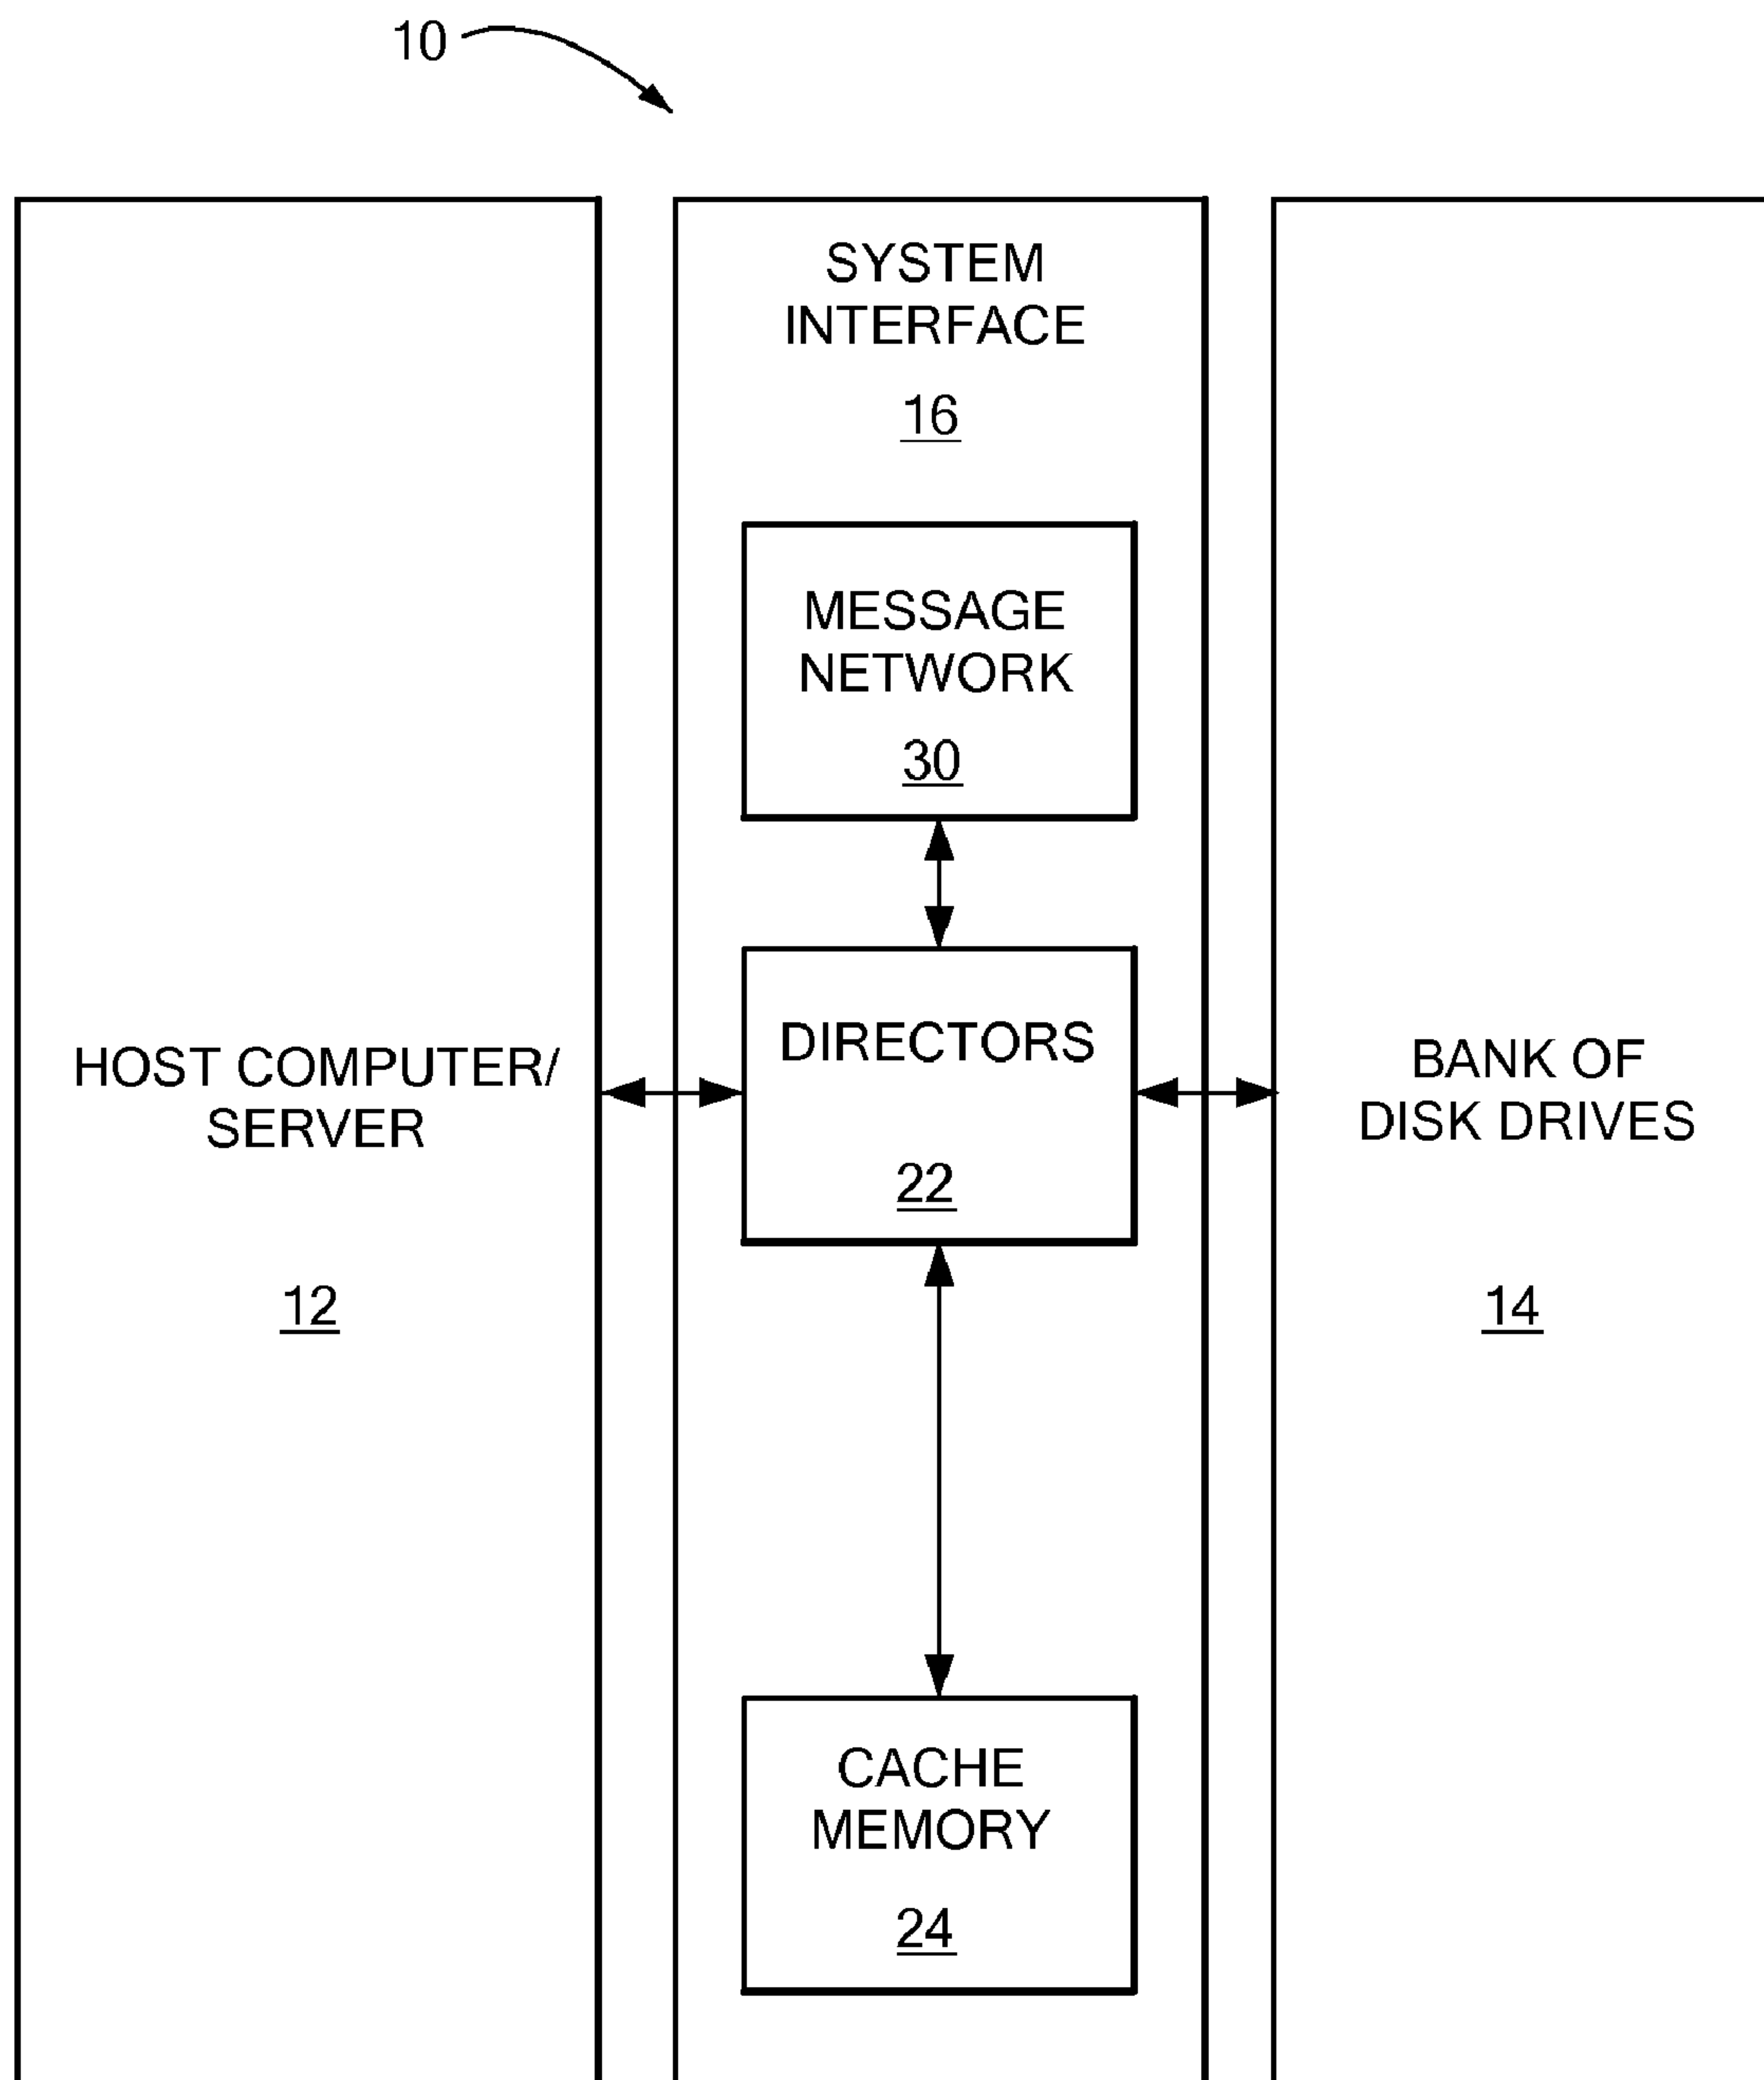 10
SYSTEM
INTERFACE
16
MESSAGE
NETWORK
30
DIRECTORS
22
HOST COMPUTER/
SERVER
12
BANK OF
DISK DRIVES
14
CACHE
MEMORY
24